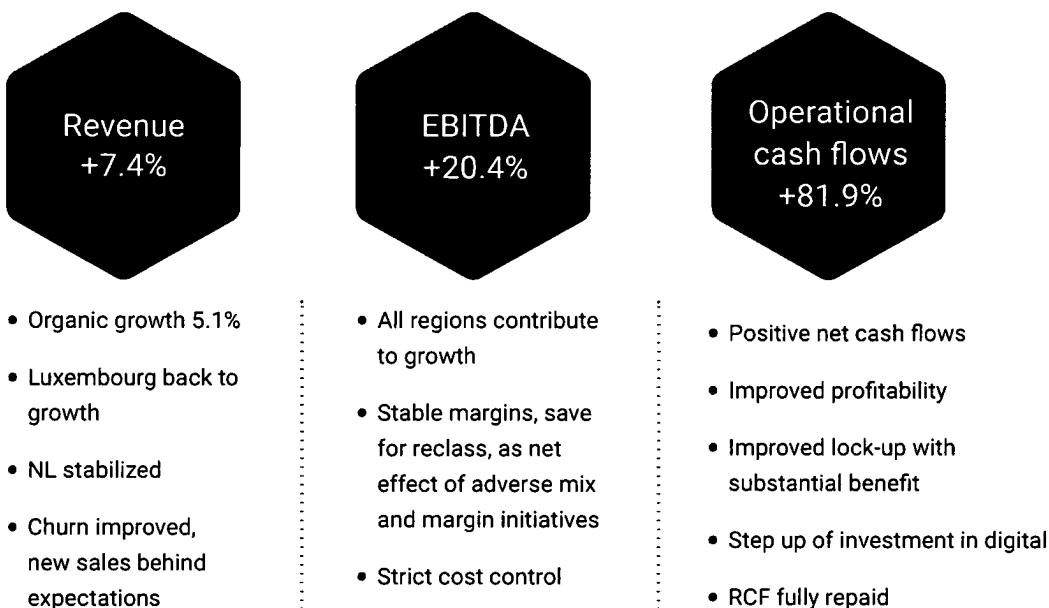 Revenue
+7.4%
• Organic growth 5.1%
• Luxembourg back to
growth
• NL stabilized
• Churn improved,
new sales behind
expectations
EBITDA
+20.4%
• All regions contribute
to growth
• Stable margins, save
for reclass, as net
effect of adverse mix
and margin initiatives
• Strict cost control
Operational
cash flows
+81.9%
• Positive net cash flows
• Improved profitability
• Improved lock-up with
substantial benefit
• Step up of investment in digital
• RCF fully repaid